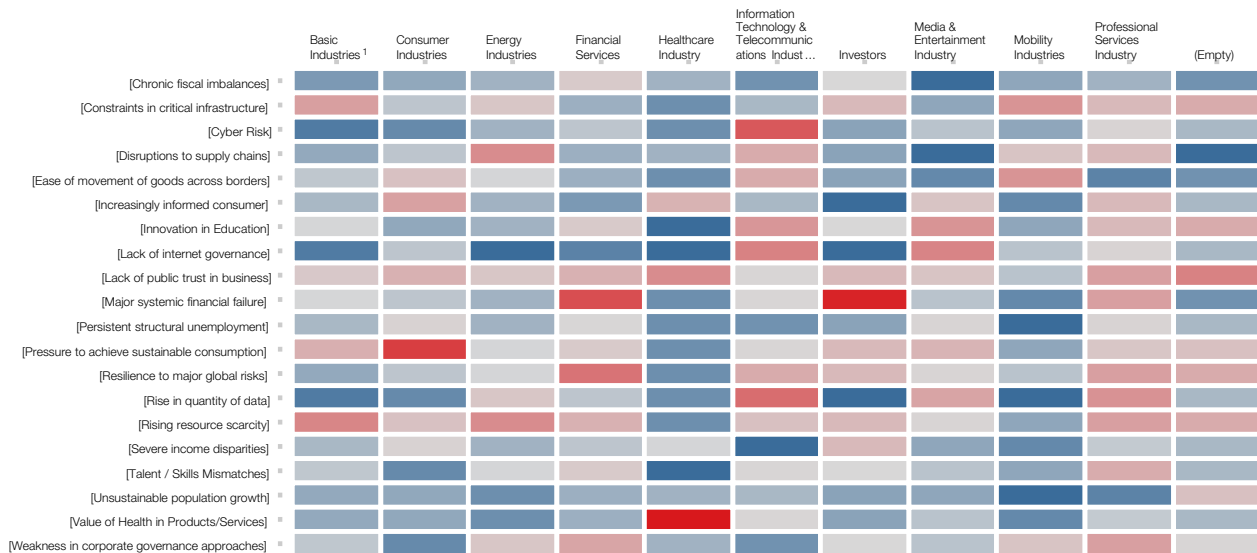 Basic
Industries 1
Consumer
Industries
Energy
Industries
Financial
Services
Healthcare
Industry
Information
Technology &
Telecommunic
ations Indust ...
Investors
Media &
Entertainment
Industry
Mobility
Industries
Professional
Services
Industry
(Empty)
[Chronic fiscal imbalances]
[Constraints in critical infrastructure]
[Cyber Risk]
[Disruptions to supply chains]
[Ease of movement of goods across borders]
[Increasingly informed consumer]
[Innovation in Education]
[Lack of internet governance]
[Lack of public trust in business]
[Major systemic financial failure]
[Persistent structural unemployment]
[Pressure to achieve sustainable consumption]
[Resilience to major global risks]
[Rise in quantity of data]
[Rising resource scarcity]
[Severe income disparities]
[Talent / Skills Mismatches]
[Unsustainable population growth]
[Value of Health in Products/Services]
[Weakness in corporate governance approaches]